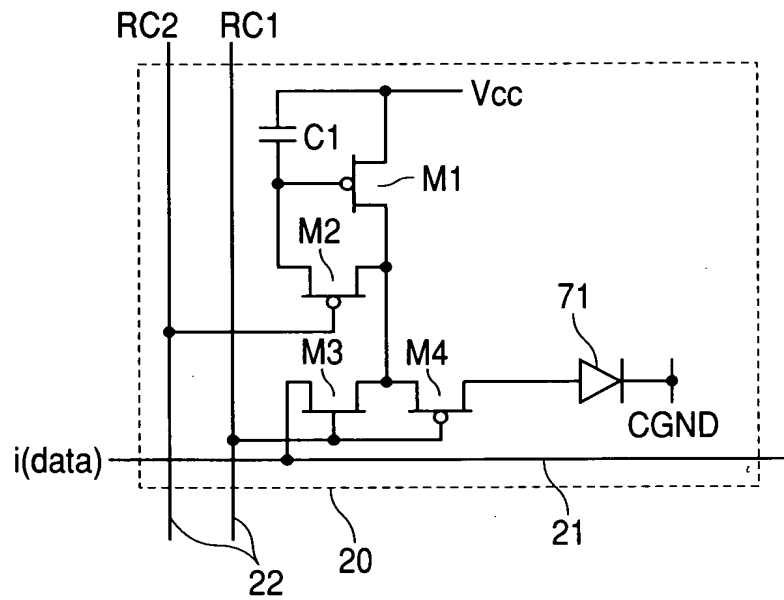 RC2 RC1
Vcc
C1
M1
M2
71
M3 M4
CGND
i(data)
20 21
22